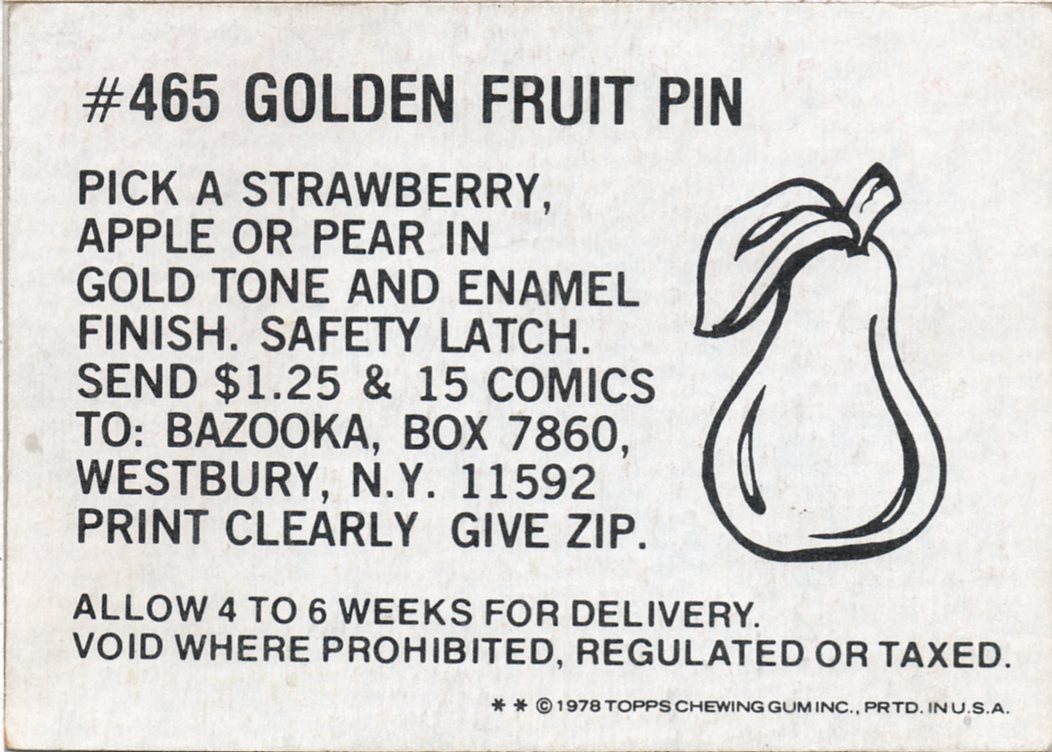 #465 GOLDEN FRUIT PIN
PICK A STRAWBERRY,
APPLE OR PEAR IN
GOLD TONE AND ENAMEL
FINISH. SAFETY LATCH.
SEND $1.25 & 15 COMICS
TO: BAZOOKA, BOX 7860,
WESTBURY, N.Y. 11592
PRINT CLEARLY GIVE ZIP.
ALLOW 4 TO 6 WEEKS FOR DELIVERY.
VOID WHERE PROHIBITED, REGULATED OR TAXED.
* * ©1978 TOPPS CHEWING GUM INC., PRTD. IN U.S.A.